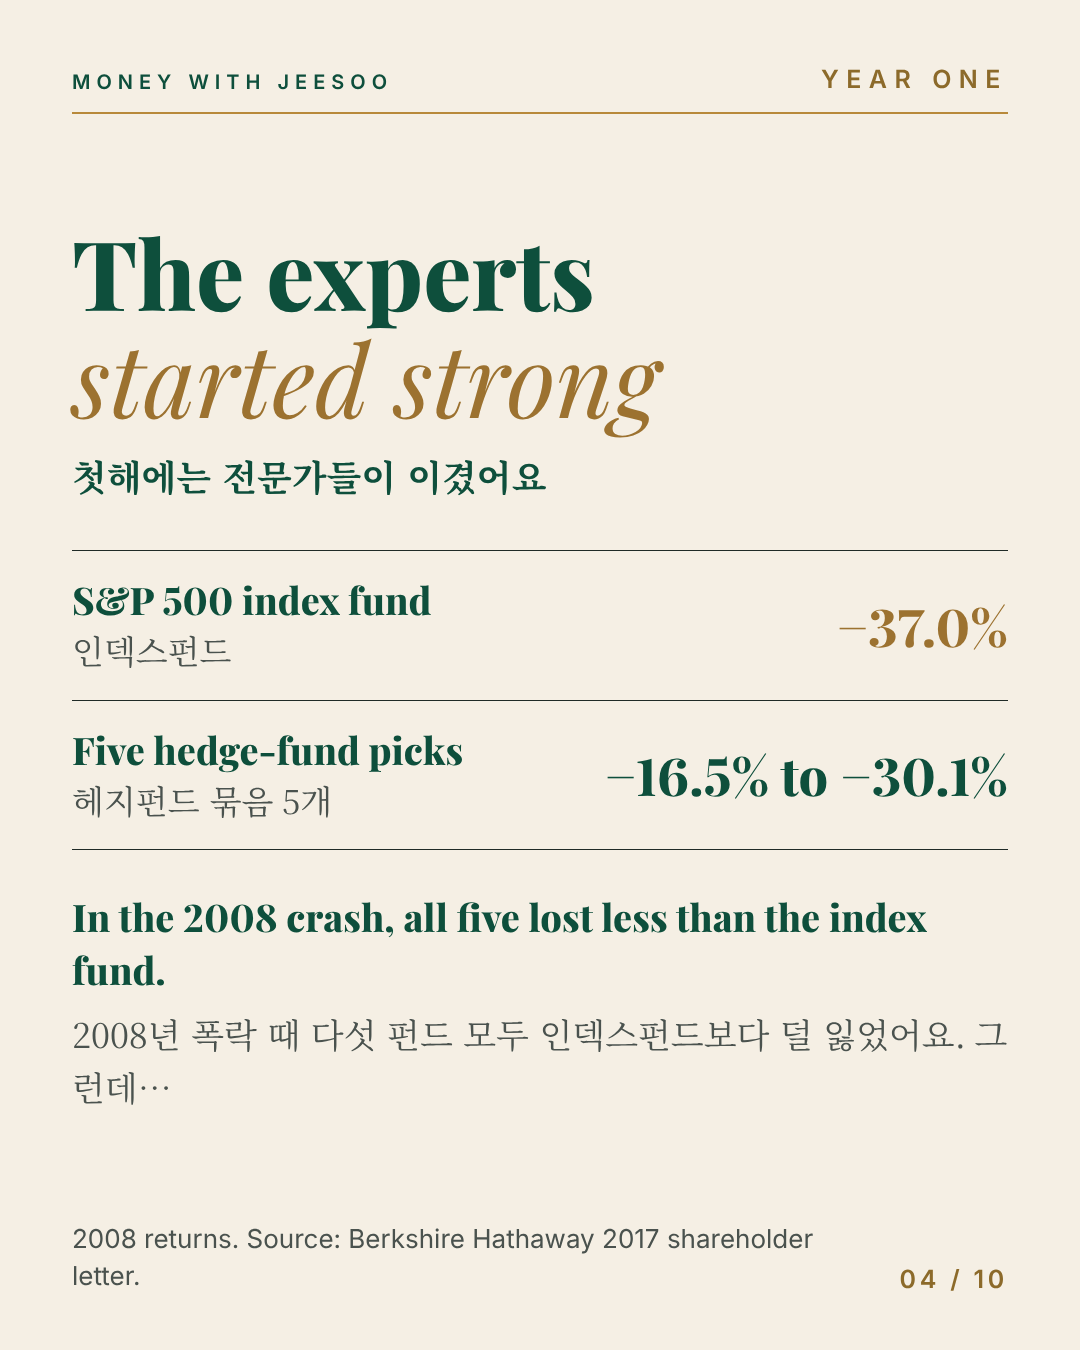 MONEY WITH JEESOO
YEAR ONE
The experts
started strong
첫해에는 전문가들이 이겼어요
S&P 500 index fund
인덱스펀드
−37.0%
Five hedge-fund picks
헤지펀드 묶음 5개
−16.5% to −30.1%
In the 2008 crash, all five lost less than the index
fund.
2008년 폭락 때 다섯 펀드 모두 인덱스펀드보다 덜 잃었어요. 그
런데…
2008 returns. Source: Berkshire Hathaway 2017 shareholder
letter.
04 / 10